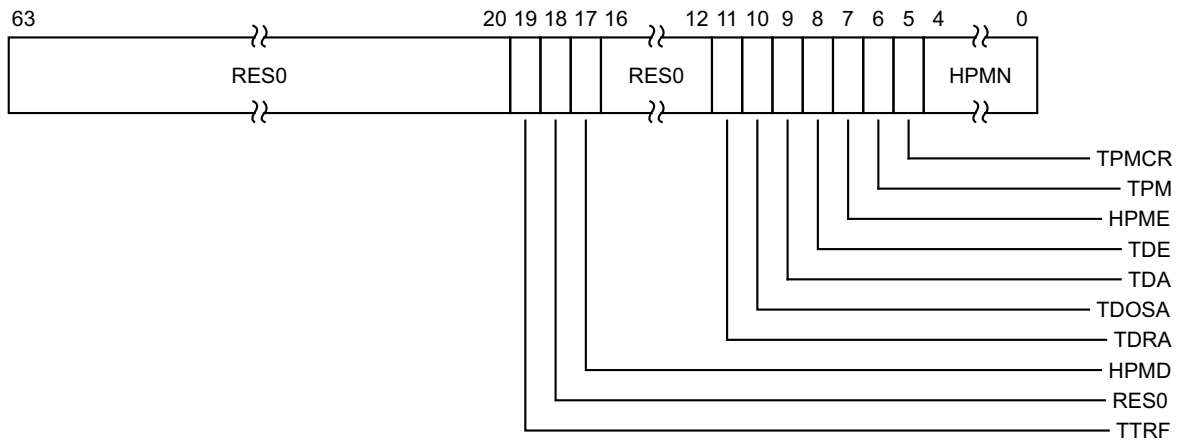 63 20 19 18 17 16 12 11 10 9 8 7 6 5 4 0
RES0 RES0 HPMN
TPMCR
TPM
HPME
TDE
TDA
TDOSA
TDRA
HPMD
RES0
TTRF